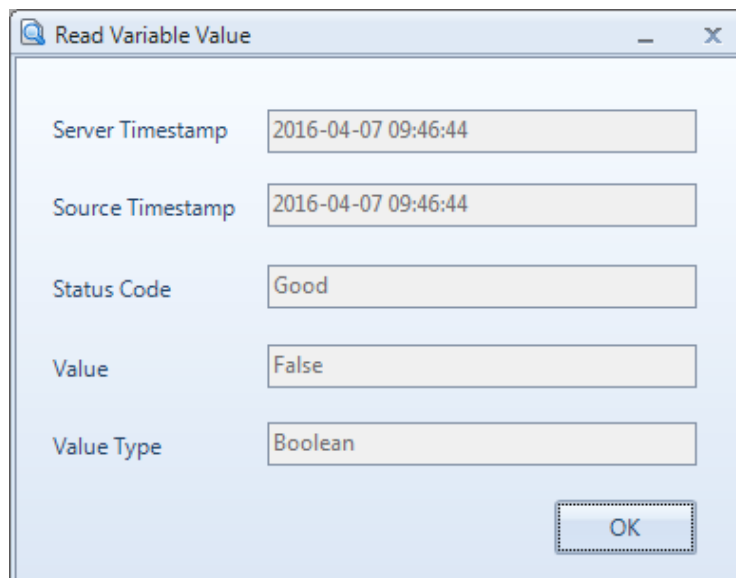 Read Variable Value
Server Timestamp 2016-04-07 09:46:44
Source Timestamp 2016-04-07 09:46:44
Status Code Good
Value False
Value Type Boolean
OK